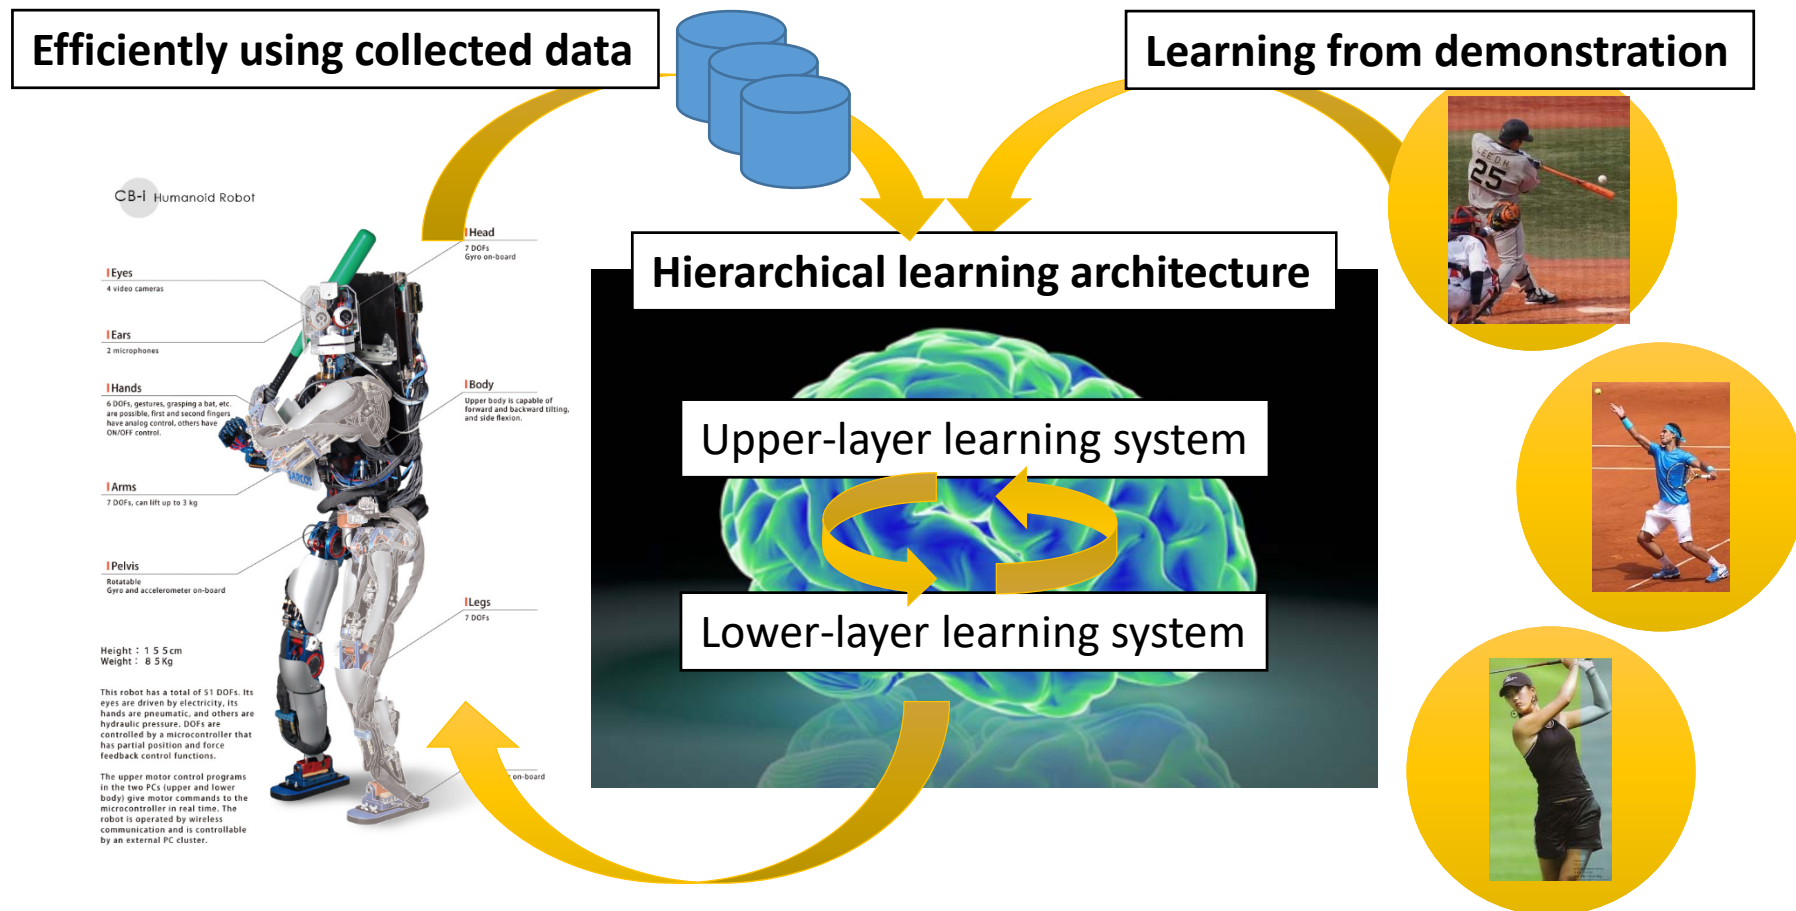 Efficiently using collected data
Learning from demonstration
CB-i Humanoid Robot
Head
7 DOFs
Gyro on-board
Eyes
4 video cameras
Ears
2 microphones
Hands
6 DOFs, gestures, grasping a bat, etc.
are possible, first and second fingers
have analog control, others have
ON/OFF control.
Body
Upper body is capable of
forward and backward tilting,
and side flexion.
Arms
7 DOFs, can lift up to 3 kg
SARCOS
Pelvis
Rotatable
Gyro and accelerometer on-board
Legs
7 DOFs
on-board
Height : 155cm
Weight : 85Kg
This robot has a total of 51 DOFs. Its
eyes are driven by electricity, its
hands are pneumatic, and others are
hydraulic pressure. DOFs are
controlled by a microcontroller that
has partial position and force
feedback control functions.
The upper motor control programs
in the two PCs (upper and lower
body) give motor commands to the
microcontroller in real time. The
robot is operated by wireless
communication and is controllable
by an external PC cluster.
Hierarchical learning architecture
Upper-layer learning system
Lower-layer learning system
LEE D.H.
25